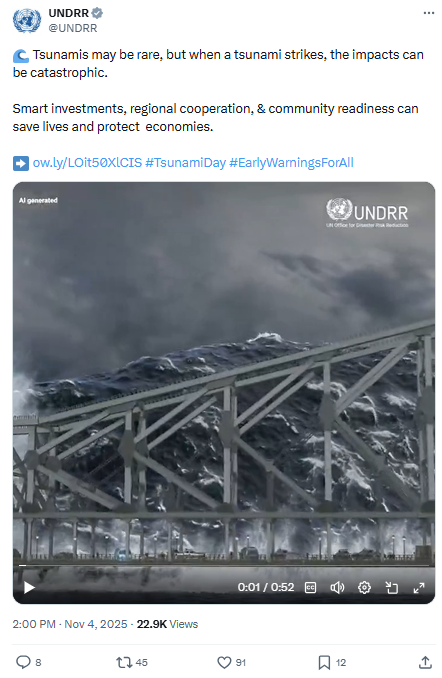 UNDRR
@UNDRR
🌊 Tsunamis may be rare, but when a tsunami strikes, the impacts can
be catastrophic.
Smart investments, regional cooperation, & community readiness can
save lives and protect economies.
➡️ ow.ly/LOit50XlCIS #TsunamiDay #EarlyWarningsForAll
AI generated
UNDRR
UN Office for Disaster Risk Reduction
0:01 / 0:52
CC
2:00 PM · Nov 4, 2025 · 22.9K Views
8 45 91 12